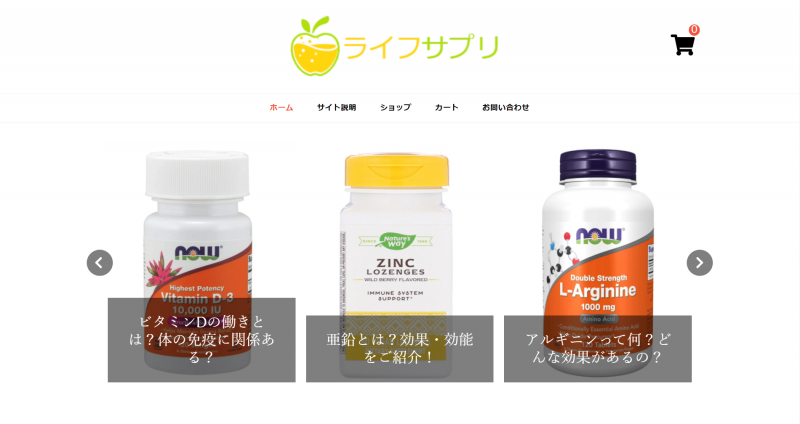 ライフサプリ
0
ホーム サイト説明 ショップ カート お問い合わせ
NOW
Highest Potency
Vitamin D-3
10,000 IU
ビタミンDの働きと
は？体の免疫に関係あ
る？
SINCE Nature's way 1969
ZINC
LOZENGES
WILD BERRY FLAVORED
IMMUNE SYSTEM
SUPPORT*
亜鉛とは？効果・効能
をご紹介！
NOW
Double Strength
L-Arginine
1000 mg
Amino Acid
アルギニンって何？ど
んな効果があるの？